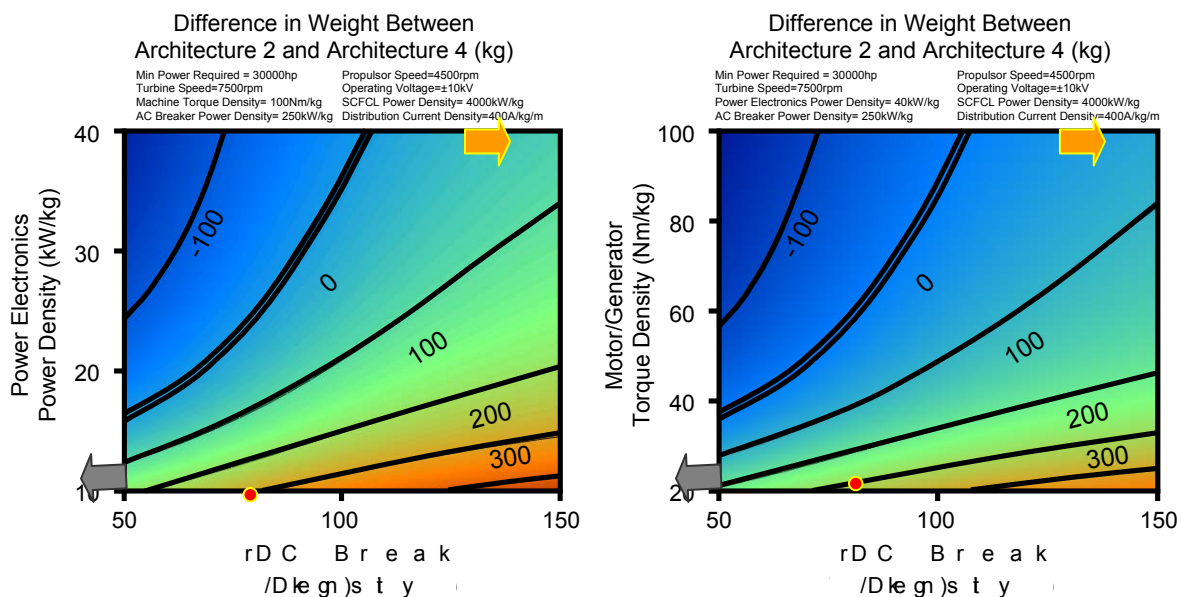 Difference in Weight Between
Architecture 2 and Architecture 4 (kg)
Min Power Required = 30000hp
Turbine Speed=7500rpm
Machine Torque Density= 100Nm/kg
AC Breaker Power Density= 250kW/kg
Propulsor Speed=4500rpm
Operating Voltage=±10kV
SCFCL Power Density= 4000kW/kg
Distribution Current Density=400A/kg/m
Power Electronics
Power Density (kW/kg)
40
30
20
-100
0
100
200
300
50
100
150
rDC Break
Difference in Weight Between
Architecture 2 and Architecture 4 (kg)
Min Power Required = 30000hp
Turbine Speed=7500rpm
Power Electronics Power Density= 40kW/kg
AC Breaker Power Density= 250kW/kg
Propulsor Speed=4500rpm
Operating Voltage=±10kV
SCFCL Power Density= 4000kW/kg
Distribution Current Density=400A/kg/m
Motor/Generator
Torque Density (Nm/kg)
100
80
60
40
-100
0
100
200
300
50
100
150
rDC Break